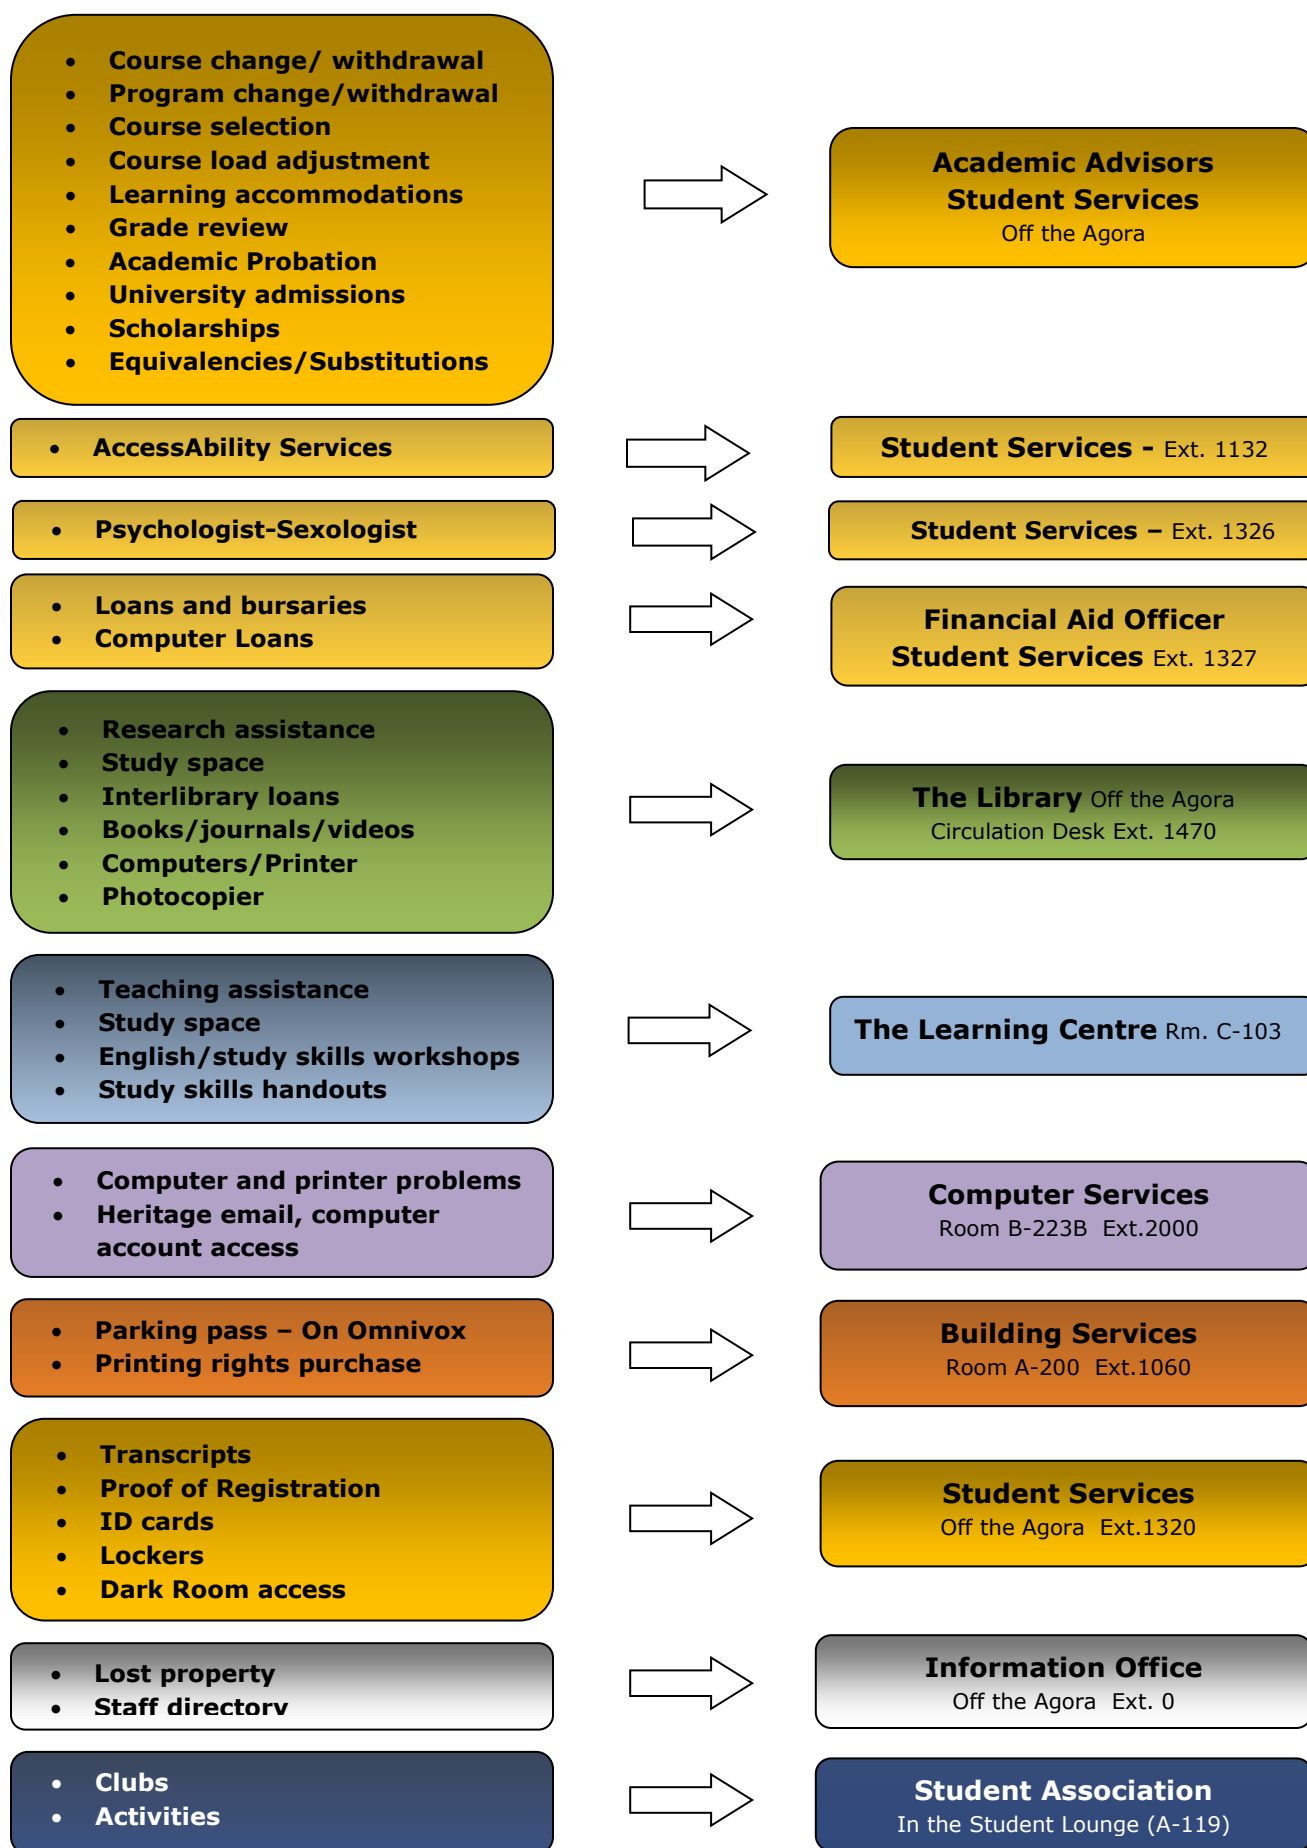 • Course change/ withdrawal
• Program change/withdrawal
• Course selection
• Course load adjustment
• Learning accommodations
• Grade review
• Academic Probation
• University admissions
• Scholarships
• Equivalencies/Substitutions
Academic Advisors
Student Services
Off the Agora
• AccessAbility Services
Student Services - Ext. 1132
• Psychologist-Sexologist
Student Services – Ext. 1326
• Loans and bursaries
• Computer Loans
Financial Aid Officer
Student Services Ext. 1327
• Research assistance
• Study space
• Interlibrary loans
• Books/journals/videos
• Computers/Printer
• Photocopier
The Library Off the Agora
Circulation Desk Ext. 1470
• Teaching assistance
• Study space
• English/study skills workshops
• Study skills handouts
The Learning Centre Rm. C-103
• Computer and printer problems
• Heritage email, computer
account access
Computer Services
Room B-223B Ext.2000
• Parking pass – On Omnivox
• Printing rights purchase
Building Services
Room A-200 Ext.1060
• Transcripts
• Proof of Registration
• ID cards
• Lockers
• Dark Room access
Student Services
Off the Agora Ext.1320
• Lost property
• Staff directory
Information Office
Off the Agora Ext. 0
• Clubs
• Activities
Student Association
In the Student Lounge (A-119)